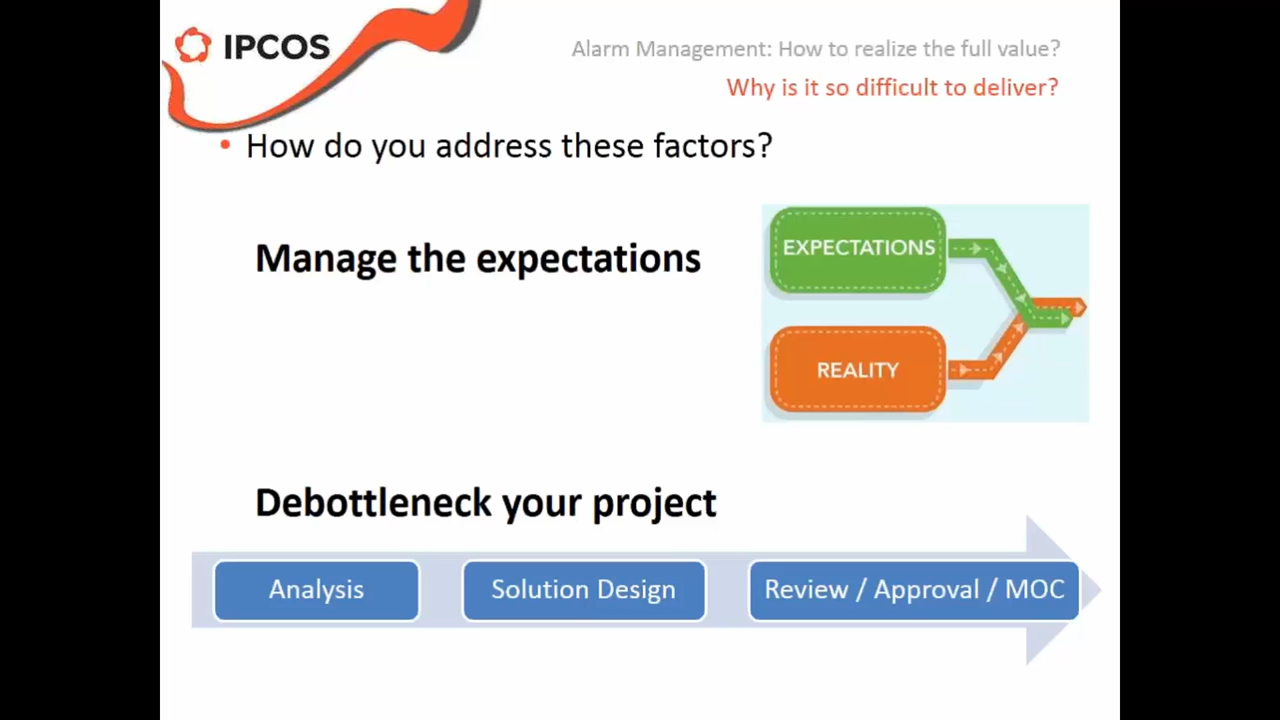 IPCOS
Alarm Management: How to realize the full value?
Why is it so difficult to deliver?
• How do you address these factors?
Manage the expectations
EXPECTATIONS
REALITY
Debottleneck your project
Analysis
Solution Design
Review / Approval / MOC